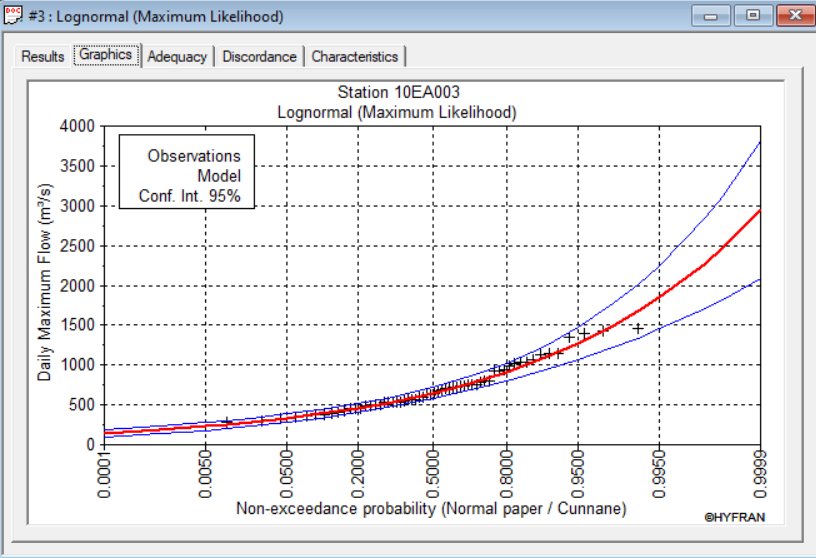 DOC
#3 : Lognormal (Maximum Likelihood)
Results Graphics Adequacy Discordance Characteristics
Station 10EA003
Lognormal (Maximum Likelihood)
Daily Maximum Flow (m³/s)
4000
3500
3000
2500
2000
1500
1000
500
0
Observations
Model
Conf. Int. 95%
0.0001
0.0050
0.0500
0.2000
0.5000
0.8000
0.9500
0.9950
0.9999
Non-exceedance probability (Normal paper / Cunnane)
©HYFRAN